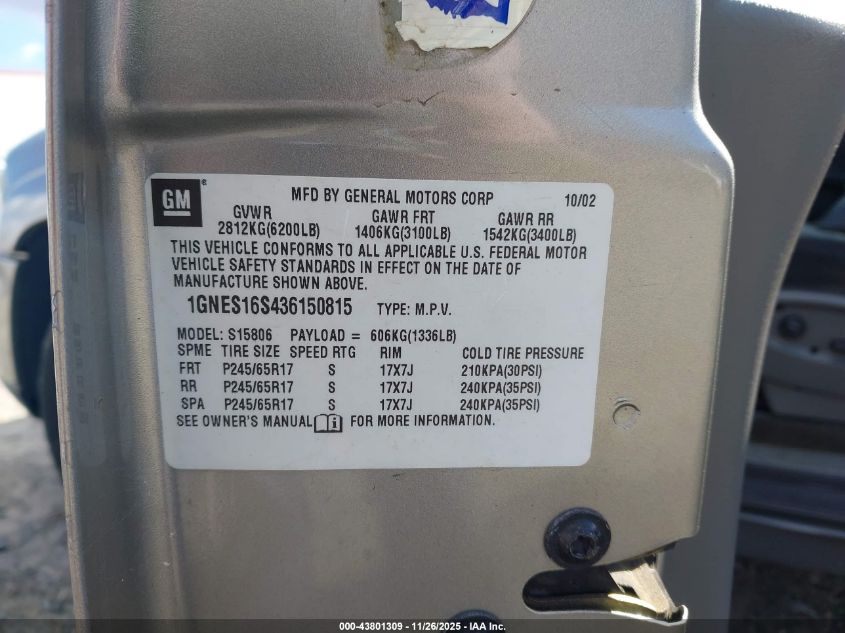 GM ® MFD BY GENERAL MOTORS CORP 10/02
GVWR GAWR FRT GAWR RR
2812KG(6200LB) 1406KG(3100LB) 1542KG(3400LB)
THIS VEHICLE CONFORMS TO ALL APPLICABLE U.S. FEDERAL MOTOR
VEHICLE SAFETY STANDARDS IN EFFECT ON THE DATE OF
MANUFACTURE SHOWN ABOVE.
1GNES16S436150815 TYPE: M.P.V.
MODEL: S15806 PAYLOAD = 606KG(1336LB)
SPME TIRE SIZE SPEED RTG RIM COLD TIRE PRESSURE
FRT P245/65R17 S 17X7J 210KPA(30PSI)
RR P245/65R17 S 17X7J 240KPA(35PSI)
SPA P245/65R17 S 17X7J 240KPA(35PSI)
SEE OWNER'S MANUAL i FOR MORE INFORMATION.
000-43801309 - 11/26/2025 - IAA Inc.